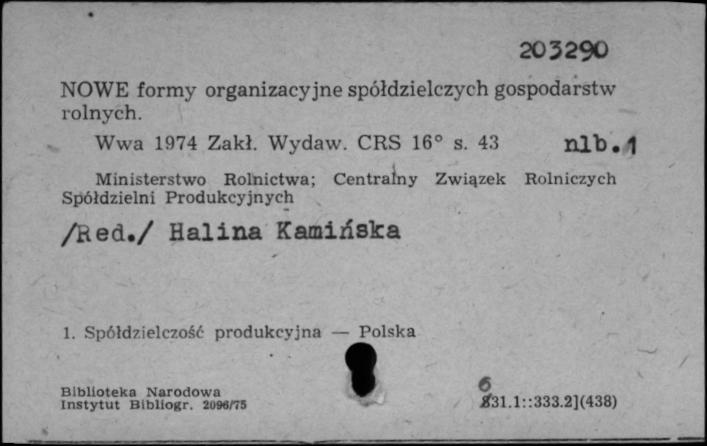 203290
NOWE formy organizacyjne spółdzielczych gospodarstw
rolnych.
Wwa 1974 Zakł. Wydaw. CRS 16° s. 43 nlb.1
Ministerstwo Rolnictwa; Centralny Związek Rolniczych
Spółdzielni Produkcyjnych
/Red./ Halina Kamińska
1. Spółdzielczość produkcyjna — Polska
Biblioteka Narodowa
Instytut Bibliogr. 2096/75
631.1::333.2](438)